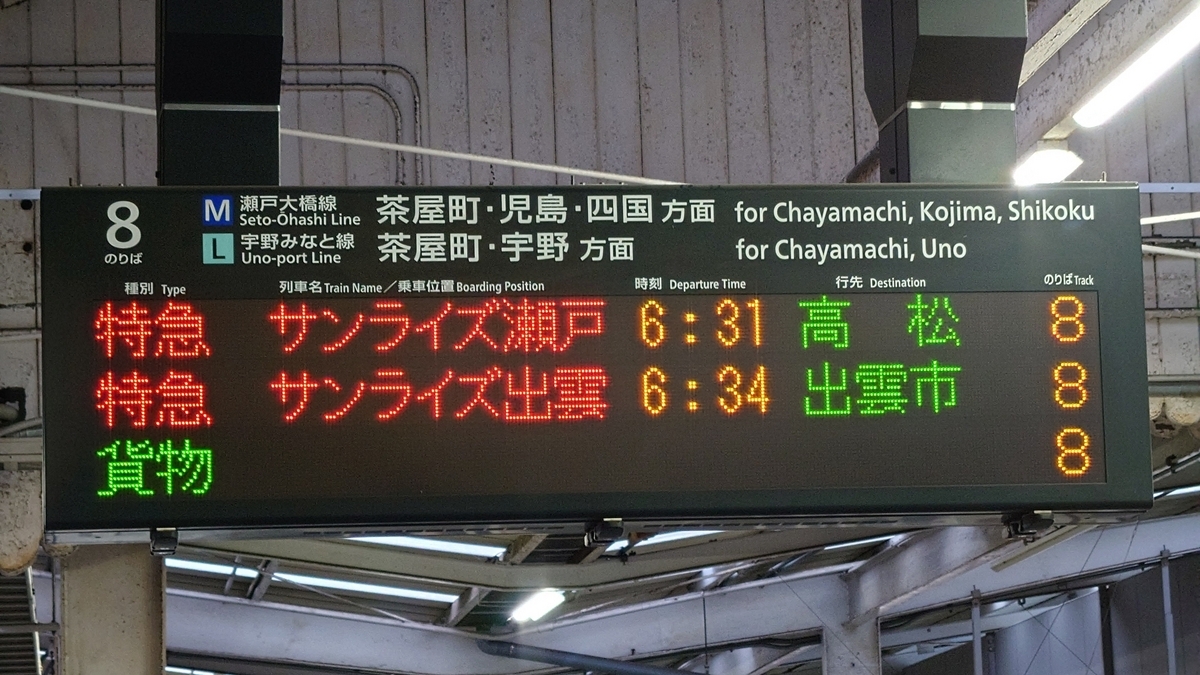 8 のりば
M 瀬戸大橋線 Seto-Ōhashi Line 茶屋町・児島・四国 方面 for Chayamachi, Kojima, Shikoku
L 宇野みなと線 Uno-port Line 茶屋町・宇野 方面 for Chayamachi, Uno
種別 Type 列車名 Train Name／乗車位置 Boarding Position 時刻 Departure Time 行先 Destination のりば Track
特急 サンライズ瀬戸 6:31 高松 8
特急 サンライズ出雲 6:34 出雲市 8
貨物 8